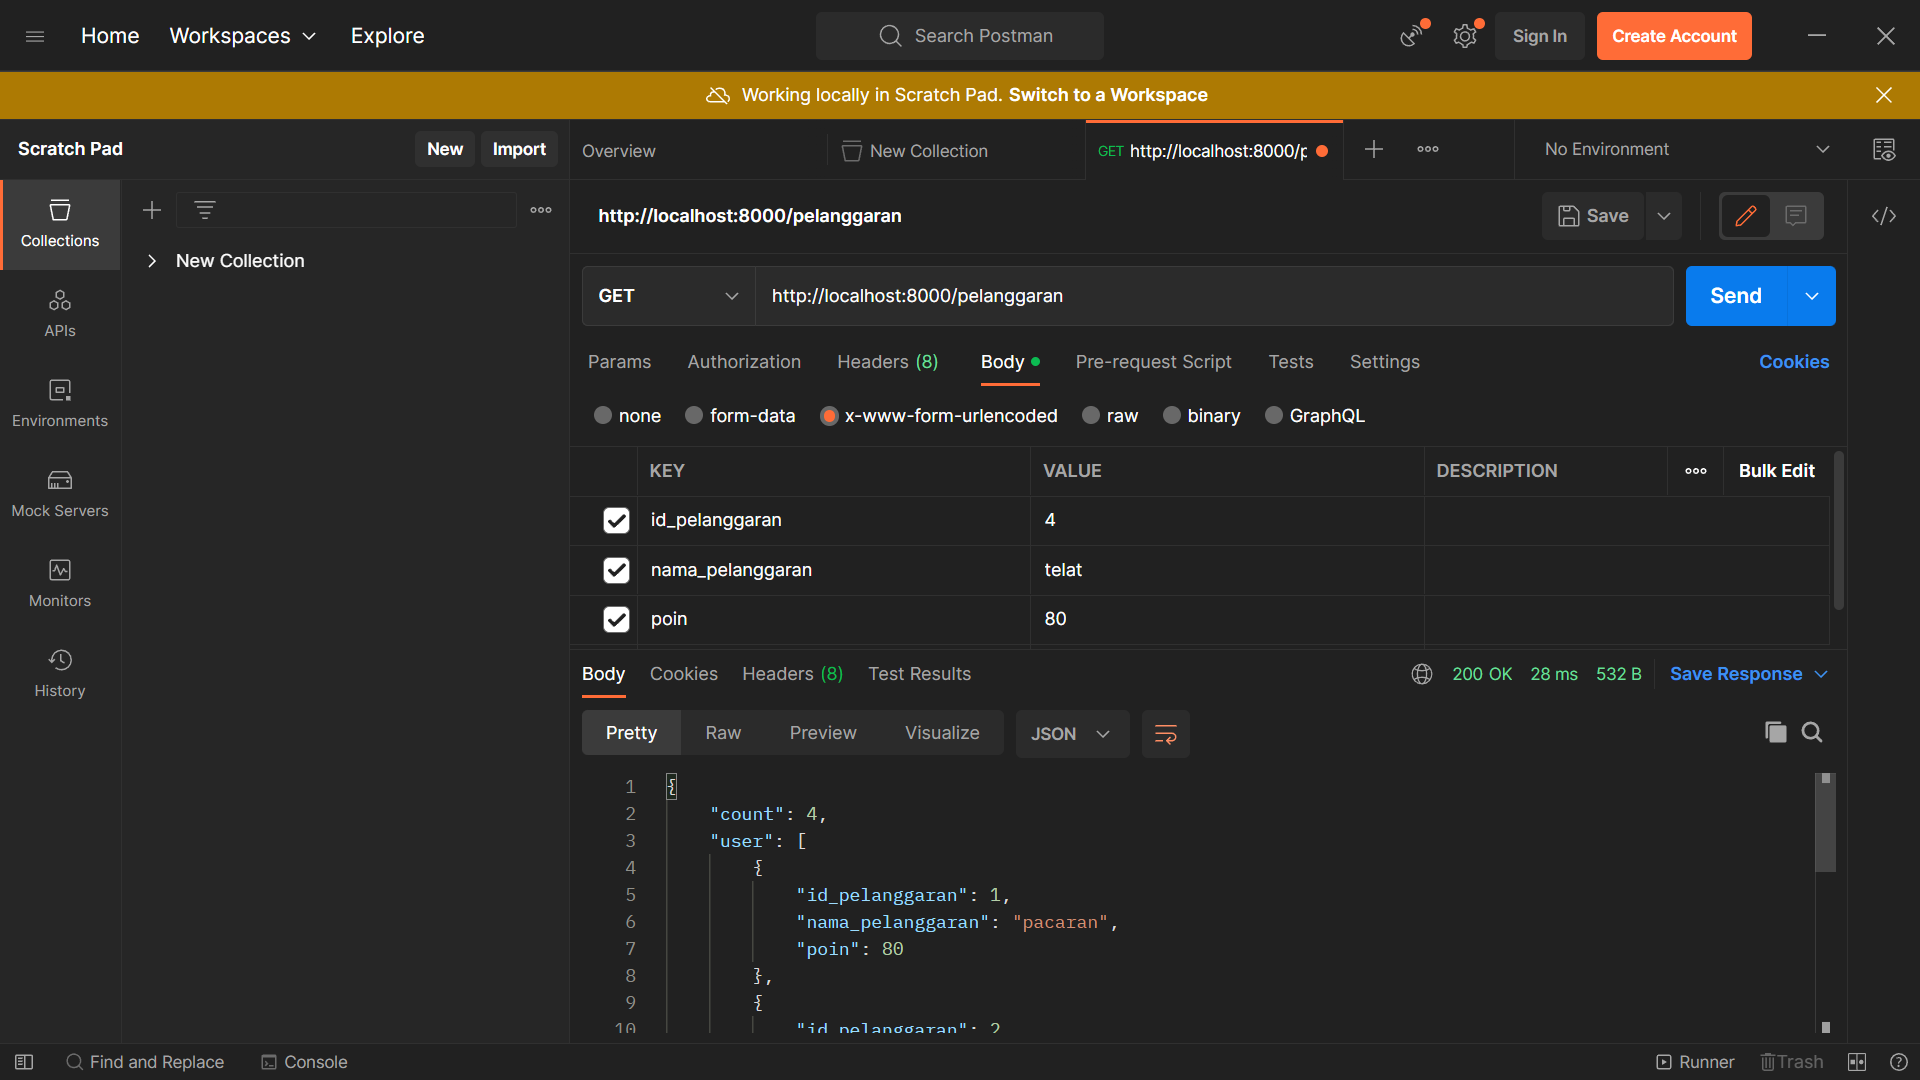 Home Workspaces Explore Search Postman Sign In Create Account
Working locally in Scratch Pad. Switch to a Workspace
Scratch Pad New Import Overview New Collection GET http://localhost:8000/p No Environment
Collections
New Collection
APIs
Environments
Mock Servers
Monitors
History
http://localhost:8000/pelanggaran Save
GET http://localhost:8000/pelanggaran Send
Params Authorization Headers (8) Body Pre-request Script Tests Settings Cookies
none form-data x-www-form-urlencoded raw binary GraphQL
KEY VALUE DESCRIPTION Bulk Edit
id_pelanggaran 4
nama_pelanggaran telat
poin 80
Body Cookies Headers (8) Test Results 200 OK 28 ms 532 B Save Response
Pretty Raw Preview Visualize JSON
1 {
2 "count": 4,
3 "user": [
4 {
5 "id_pelanggaran": 1,
6 "nama_pelanggaran": "pacaran",
7 "poin": 80
8 },
9 {
10 "id_pelanggaran": 2
Find and Replace Console Runner Trash